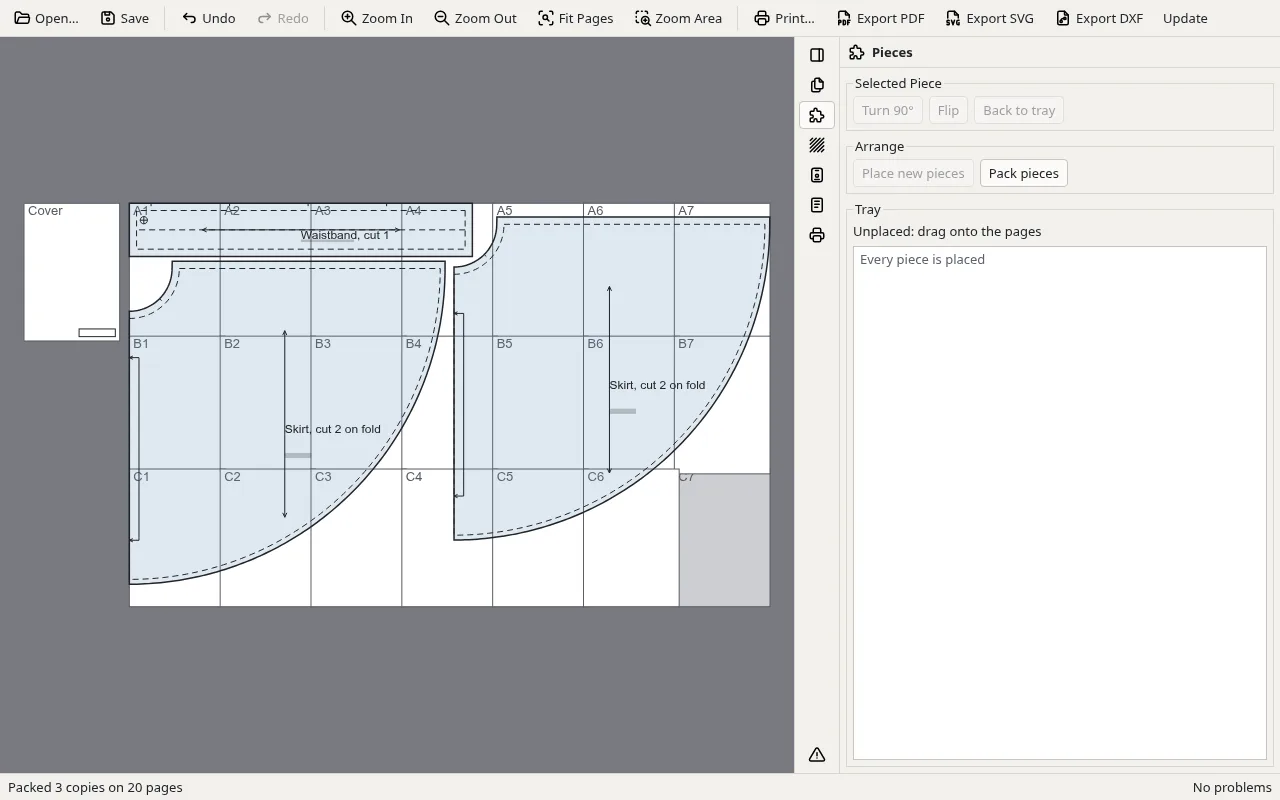 Open... Save Undo Redo Zoom In Zoom Out Fit Pages Zoom Area Print... Export PDF Export SVG Export DXF Update
Pieces
Selected Piece
Turn 90° Flip Back to tray
Arrange
Place new pieces Pack pieces
Tray
Unplaced: drag onto the pages
Every piece is placed
Cover
A1 A2 A3 A4 A5 A6 A7
Waistband, cut 1
B1 B2 B3 B4 B5 B6 B7
Skirt, cut 2 on fold
Skirt, cut 2 on fold
C1 C2 C3 C4 C5 C6 C7
Packed 3 copies on 20 pages
No problems